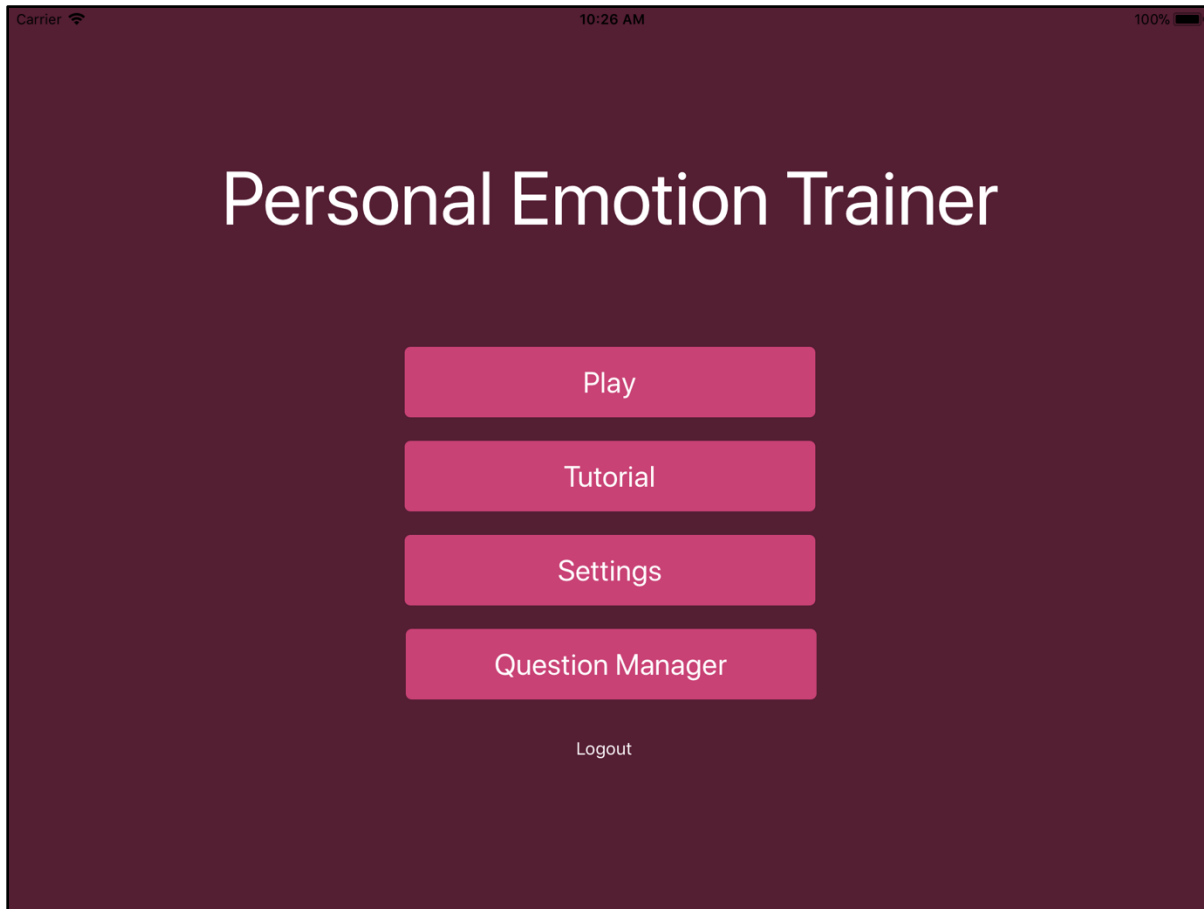 Carrier 10:26 AM 100%
Personal Emotion Trainer
Play
Tutorial
Settings
Question Manager
Logout